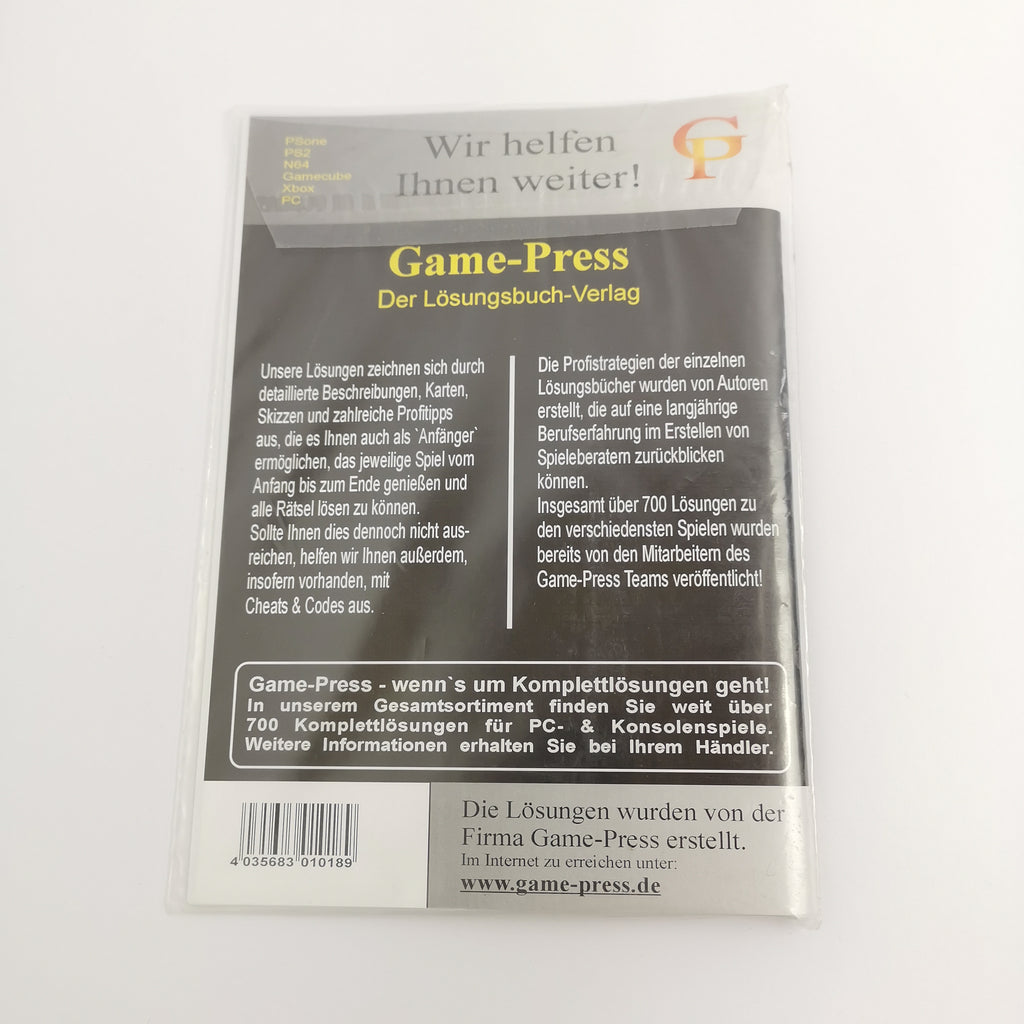 PSone
PS2
N64
Gamecube
Xbox
PC
Wir helfen
Ihnen weiter!
GP
Game-Press
Der Lösungsbuch-Verlag
Unsere Lösungen zeichnen sich durch
detaillierte Beschreibungen, Karten,
Skizzen und zahlreiche Profitipps
aus, die es Ihnen auch als `Anfänger`
ermöglichen, das jeweilige Spiel vom
Anfang bis zum Ende genießen und
alle Rätsel lösen zu können.
Sollte Ihnen dies dennoch nicht aus-
reichen, helfen wir Ihnen außerdem,
insofern vorhanden, mit
Cheats & Codes aus.
Die Profistrategien der einzelnen
Lösungsbücher wurden von Autoren
erstellt, die auf eine langjährige
Berufserfahrung im Erstellen von
Spieleberatern zurückblicken
können.
Insgesamt über 700 Lösungen zu
den verschiedensten Spielen wurden
bereits von den Mitarbeitern des
Game-Press Teams veröffentlicht!
Game-Press - wenn`s um Komplettlösungen geht!
In unserem Gesamtsortiment finden Sie weit über
700 Komplettlösungen für PC- & Konsolenspiele.
Weitere Informationen erhalten Sie bei Ihrem Händler.
4 035683 010189
Die Lösungen wurden von der
Firma Game-Press erstellt.
Im Internet zu erreichen unter:
www.game-press.de